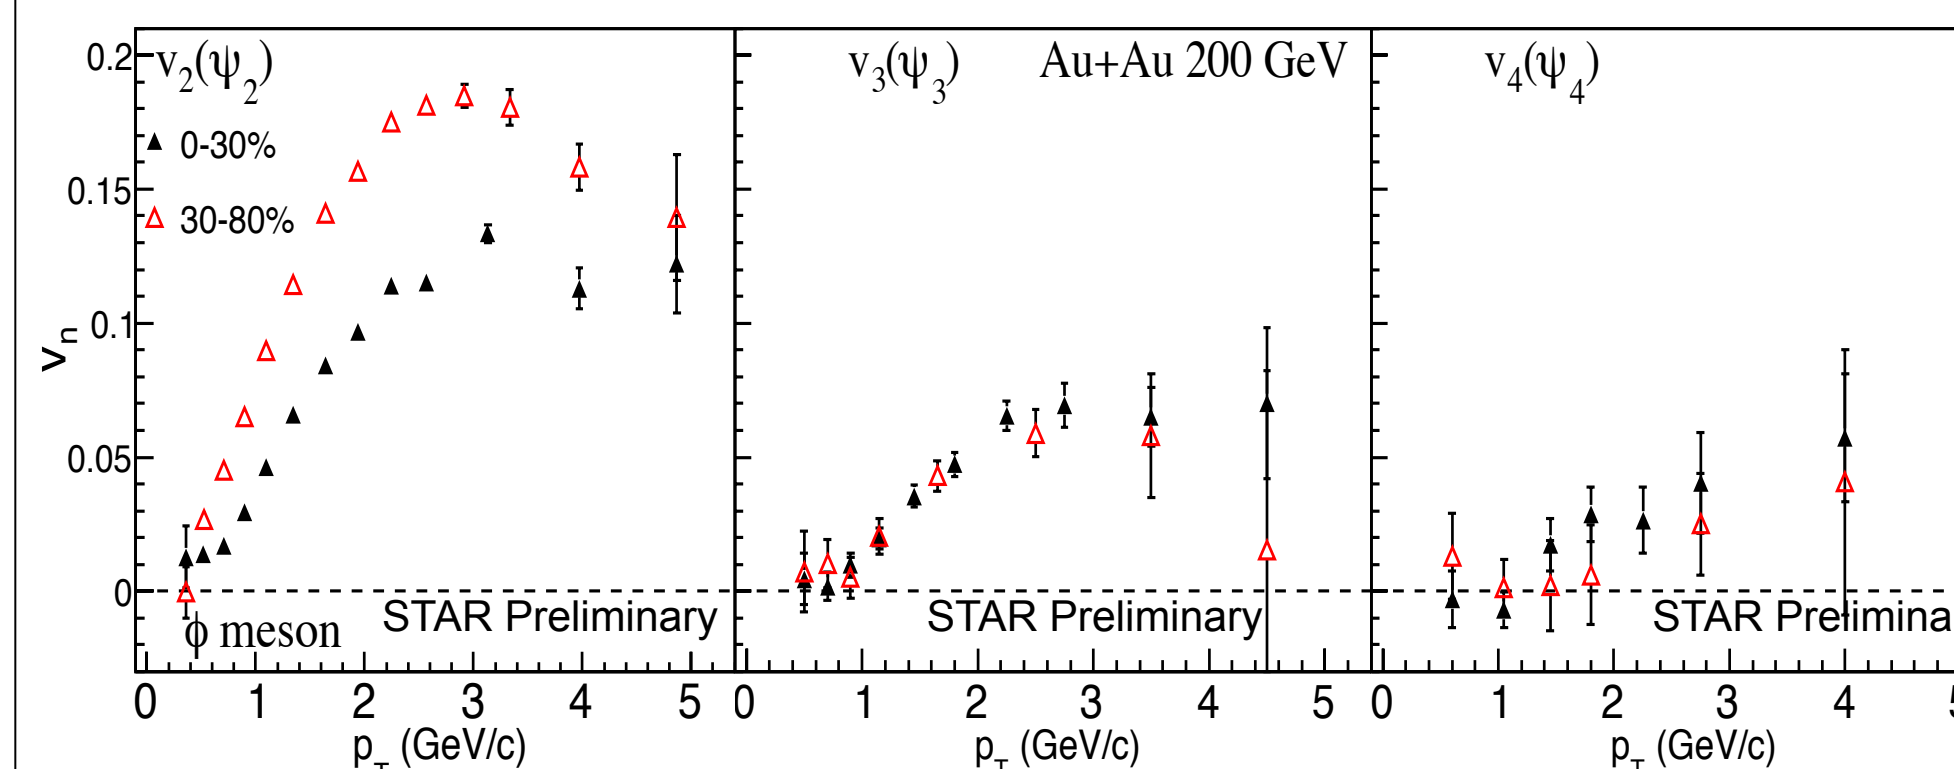 v2(ψ2)
0-30%
30-80%
v3(ψ3)
Au+Au 200 GeV
v4(ψ4)
0.2
0.15
0.1
0.05
0
vn
ϕ meson
STAR Preliminary
STAR Preliminary
STAR Prelimina
0 1 2 3 4 5
0 1 2 3 4 5
0 1 2 3 4 5
pT (GeV/c)
pT (GeV/c)
pT (GeV/c)